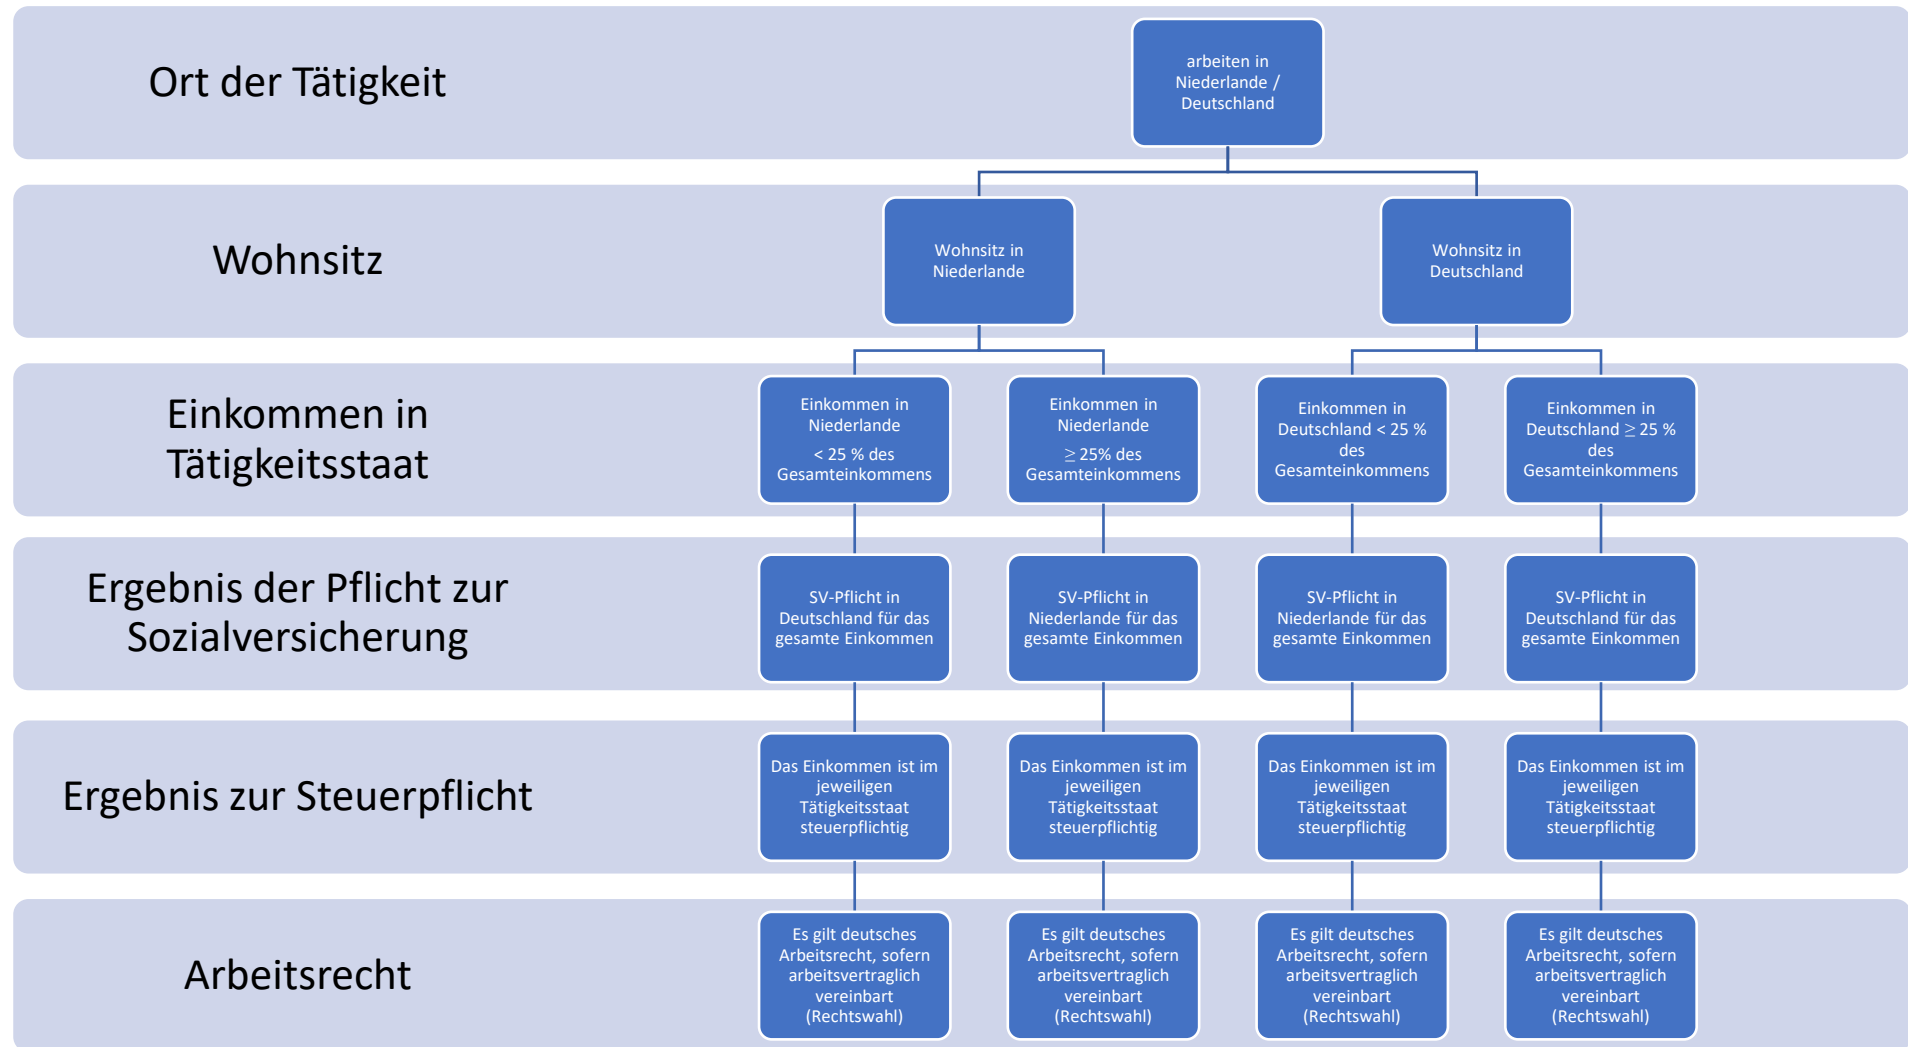 Ort der Tätigkeit
arbeiten in
Niederlande /
Deutschland
Wohnsitz
Wohnsitz in
Niederlande
Wohnsitz in
Deutschland
Einkommen in
Tätigkeitsstaat
Einkommen in
Niederlande
< 25 % des
Gesamteinkommens
Einkommen in
Niederlande
≥ 25% des
Gesamteinkommens
Einkommen in
Deutschland < 25 %
des
Gesamteinkommens
Einkommen in
Deutschland ≥ 25 %
des
Gesamteinkommens
Ergebnis der Pflicht zur
Sozialversicherung
SV-Pflicht in
Deutschland für das
gesamte Einkommen
SV-Pflicht in
Niederlande für das
gesamte Einkommen
SV-Pflicht in
Niederlande für das
gesamte Einkommen
SV-Pflicht in
Deutschland für das
gesamte Einkommen
Ergebnis zur Steuerpflicht
Das Einkommen ist im
jeweiligen
Tätigkeitsstaat
steuerpflichtig
Das Einkommen ist im
jeweiligen
Tätigkeitsstaat
steuerpflichtig
Das Einkommen ist im
jeweiligen
Tätigkeitsstaat
steuerpflichtig
Das Einkommen ist im
jeweiligen
Tätigkeitsstaat
steuerpflichtig
Arbeitsrecht
Es gilt deutsches
Arbeitsrecht, sofern
arbeitsvertraglich
vereinbart
(Rechtswahl)
Es gilt deutsches
Arbeitsrecht, sofern
arbeitsvertraglich
vereinbart
(Rechtswahl)
Es gilt deutsches
Arbeitsrecht, sofern
arbeitsvertraglich
vereinbart
(Rechtswahl)
Es gilt deutsches
Arbeitsrecht, sofern
arbeitsvertraglich
vereinbart
(Rechtswahl)